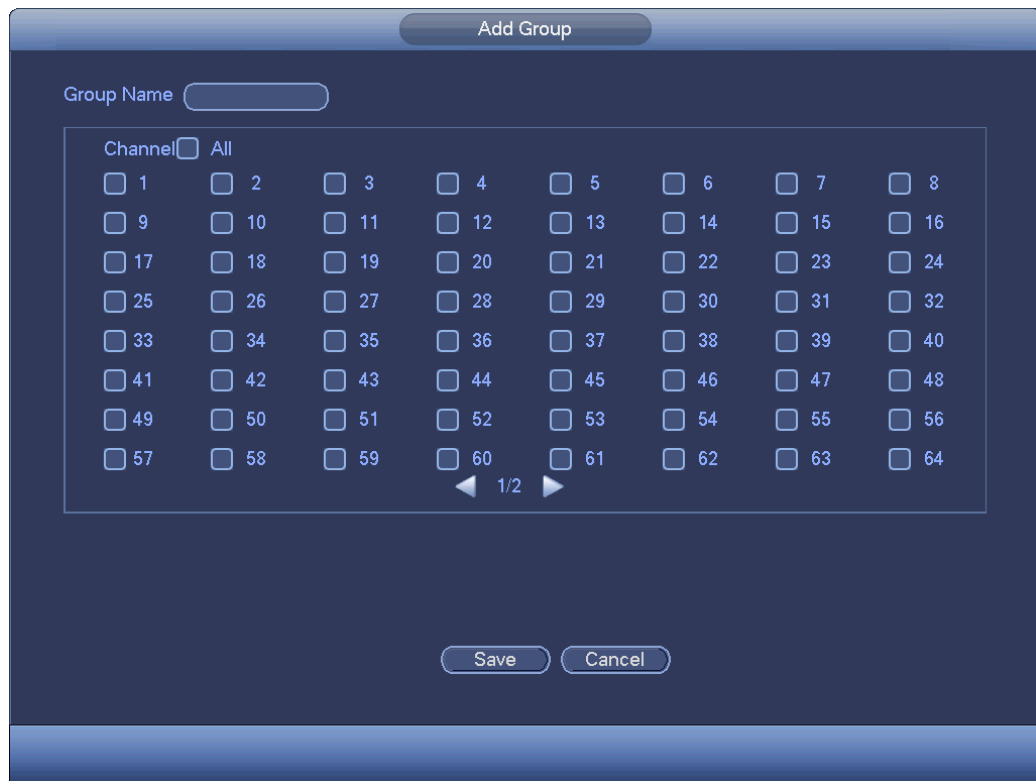 Add Group
Group Name
Channel All
1 2 3 4 5 6 7 8
9 10 11 12 13 14 15 16
17 18 19 20 21 22 23 24
25 26 27 28 29 30 31 32
33 34 35 36 37 38 39 40
41 42 43 44 45 46 47 48
49 50 51 52 53 54 55 56
57 58 59 60 61 62 63 64
1/2
Save Cancel